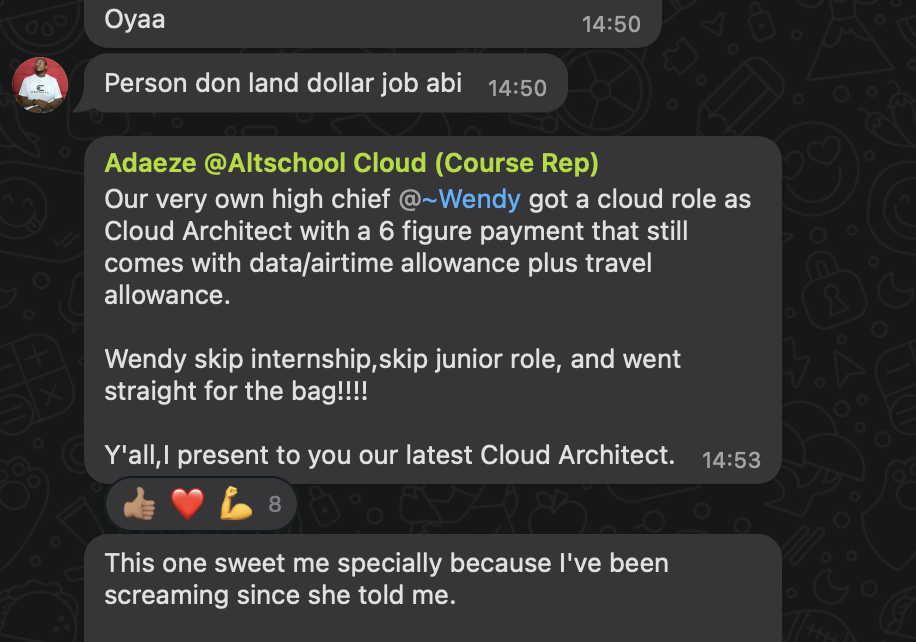 Oyaa
14:50
Person don land dollar job abi
14:50
Adaeze @Altschool Cloud (Course Rep)
Our very own high chief @~Wendy got a cloud role as
Cloud Architect with a 6 figure payment that still
comes with data/airtime allowance plus travel
allowance.
Wendy skip internship,skip junior role, and went
straight for the bag!!!!
Y'all,I present to you our latest Cloud Architect.
14:53
8
This one sweet me specially because I've been
screaming since she told me.